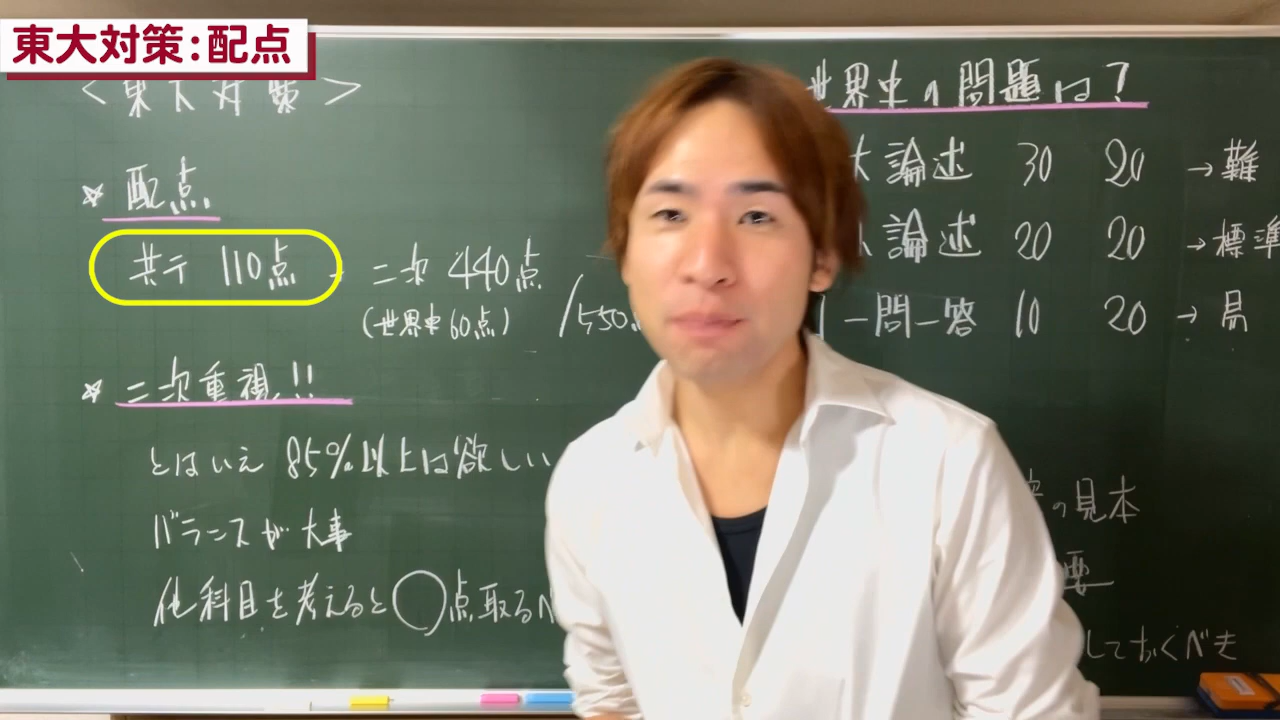 東大対策:配点
<東大対策>
☆ 配点
共テ 110点 二次 440点
(世界史60点) /550
☆ 二次重視!!
とはいえ 85%以上は欲しい
バランスが大事
他科目を考えると○点取るべ
世界史の問題は?
大論述 30 20 →難
小論述 20 20 →標準
一問一答 10 20 →易
の見本
要
しておくべき